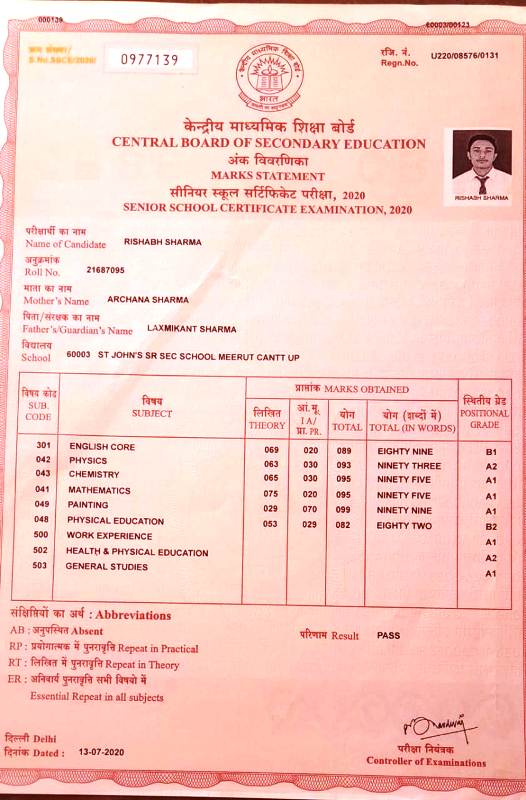 000139
60003/00123
क्रम संख्या/
S.No.SSCE/2020/
0977139
केन्द्रीय माध्यमिक शिक्षा बोर्ड
भारत
रजि. नं.
Regn.No.
U220/08576/0131
केन्द्रीय माध्यमिक शिक्षा बोर्ड
CENTRAL BOARD OF SECONDARY EDUCATION
अंक विवरणिका
MARKS STATEMENT
सीनियर स्कूल सर्टिफिकेट परीक्षा, 2020
SENIOR SCHOOL CERTIFICATE EXAMINATION, 2020
RISHABH SHARMA
परीक्षार्थी का नाम
Name of Candidate RISHABH SHARMA
अनुक्रमांक
Roll No. 21687095
माता का नाम
Mother's Name ARCHANA SHARMA
पिता/संरक्षक का नाम
Father's/Guardian's Name LAXMIKANT SHARMA
विद्यालय
School 60003 ST JOHN'S SR SEC SCHOOL MEERUT CANTT UP
विषय कोड
SUB.
CODE
विषय
SUBJECT
प्राप्तांक MARKS OBTAINED
लिखित
THEORY
आं.मू.
I A/
प्रा. PR.
योग
TOTAL
योग (शब्दों में)
TOTAL (IN WORDS)
स्थितीय ग्रेड
POSITIONAL
GRADE
301 ENGLISH CORE 069 020 089 EIGHTY NINE B1
042 PHYSICS 063 030 093 NINETY THREE A2
043 CHEMISTRY 065 030 095 NINETY FIVE A1
041 MATHEMATICS 075 020 095 NINETY FIVE A1
049 PAINTING 029 070 099 NINETY NINE A1
048 PHYSICAL EDUCATION 053 029 082 EIGHTY TWO B2
500 WORK EXPERIENCE A1
502 HEALTH & PHYSICAL EDUCATION A2
503 GENERAL STUDIES A1
संक्षिप्तियों का अर्थ : Abbreviations
AB : अनुपस्थित Absent
परिणाम Result PASS
RP : प्रयोगात्मक में पुनरावृत्ति Repeat in Practical
RT : लिखित में पुनरावृत्ति Repeat in Theory
ER : अनिवार्य पुनरावृत्ति सभी विषयो में
Essential Repeat in all subjects
दिल्ली Delhi
दिनांक Dated : 13-07-2020
परीक्षा नियंत्रक
Controller of Examinations